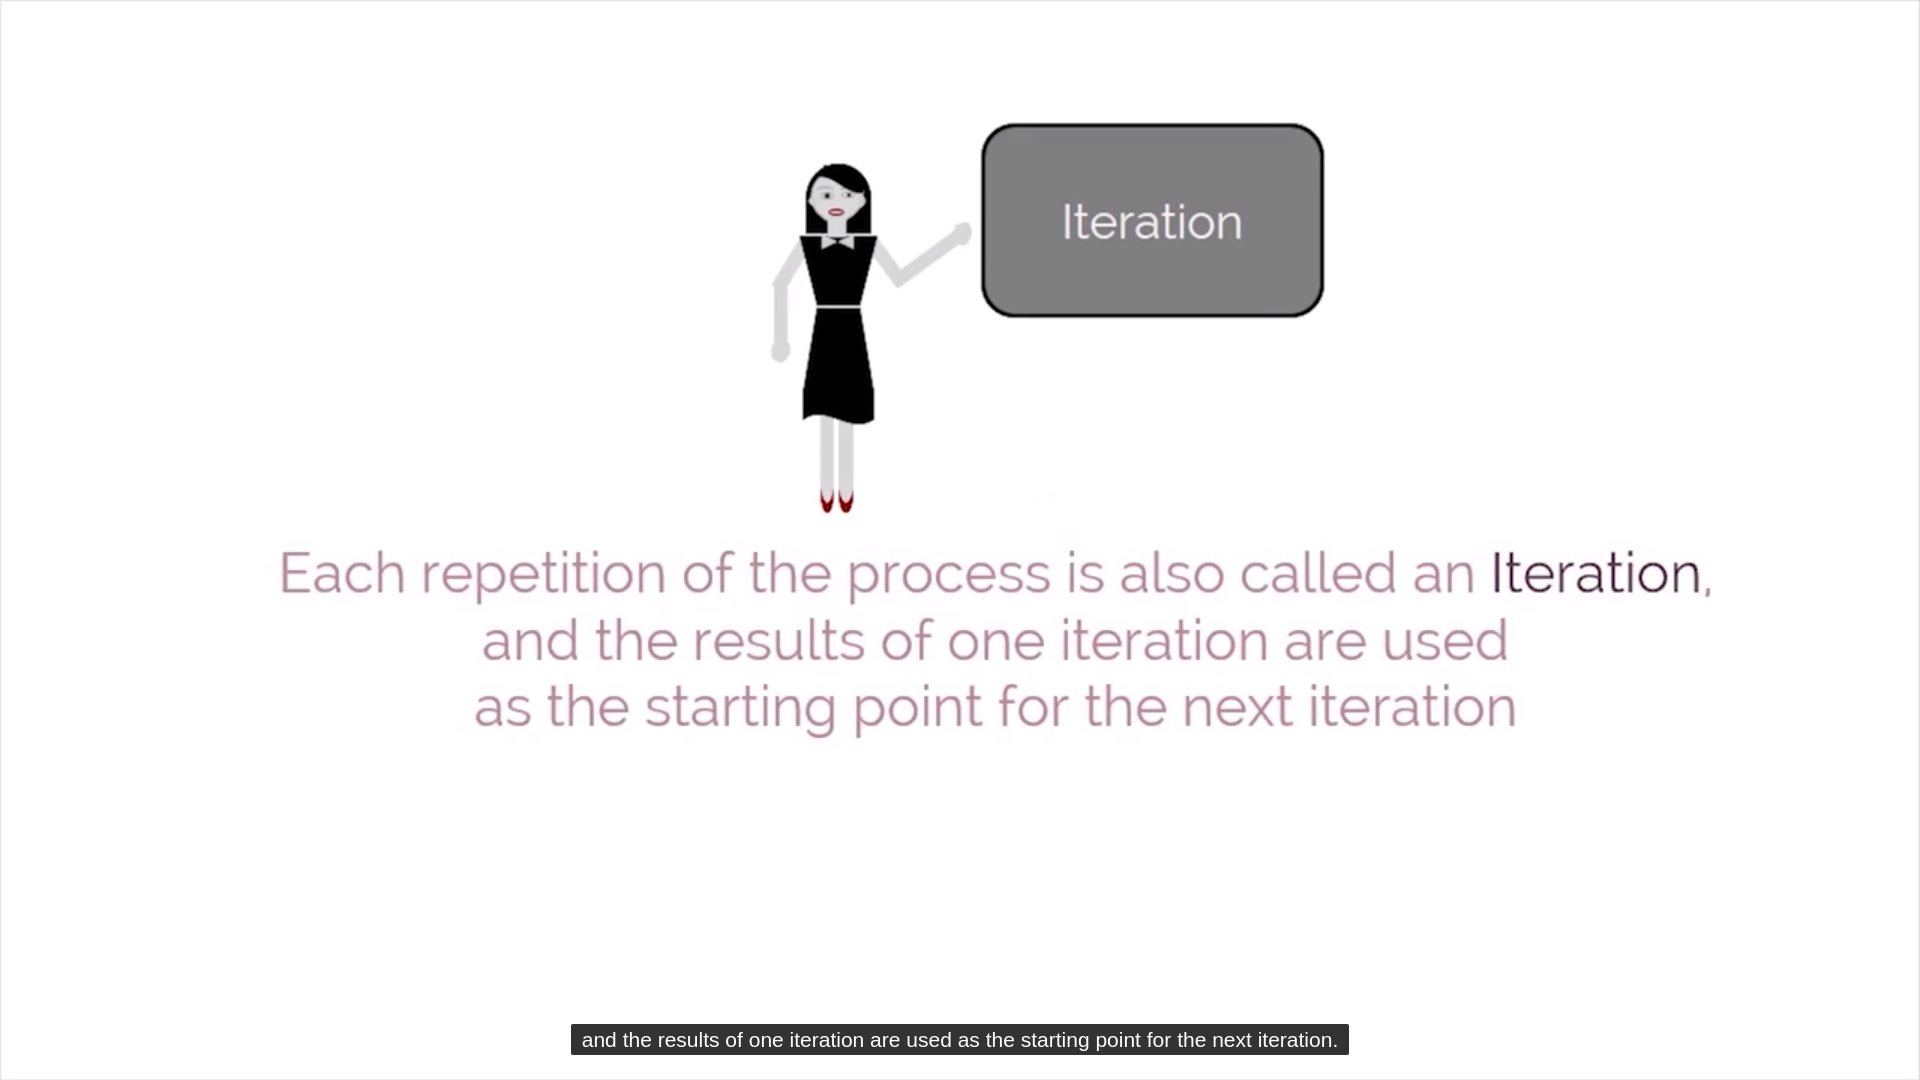 Iteration
Each repetition of the process is also called an Iteration,
and the results of one iteration are used
as the starting point for the next iteration
and the results of one iteration are used as the starting point for the next iteration.